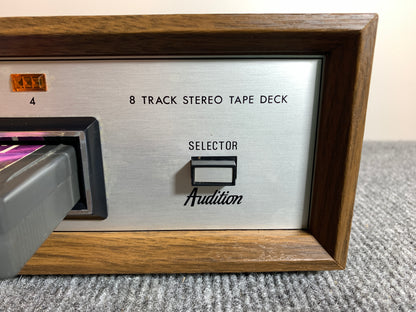 4
8 TRACK STEREO TAPE DECK
SELECTOR
Audition